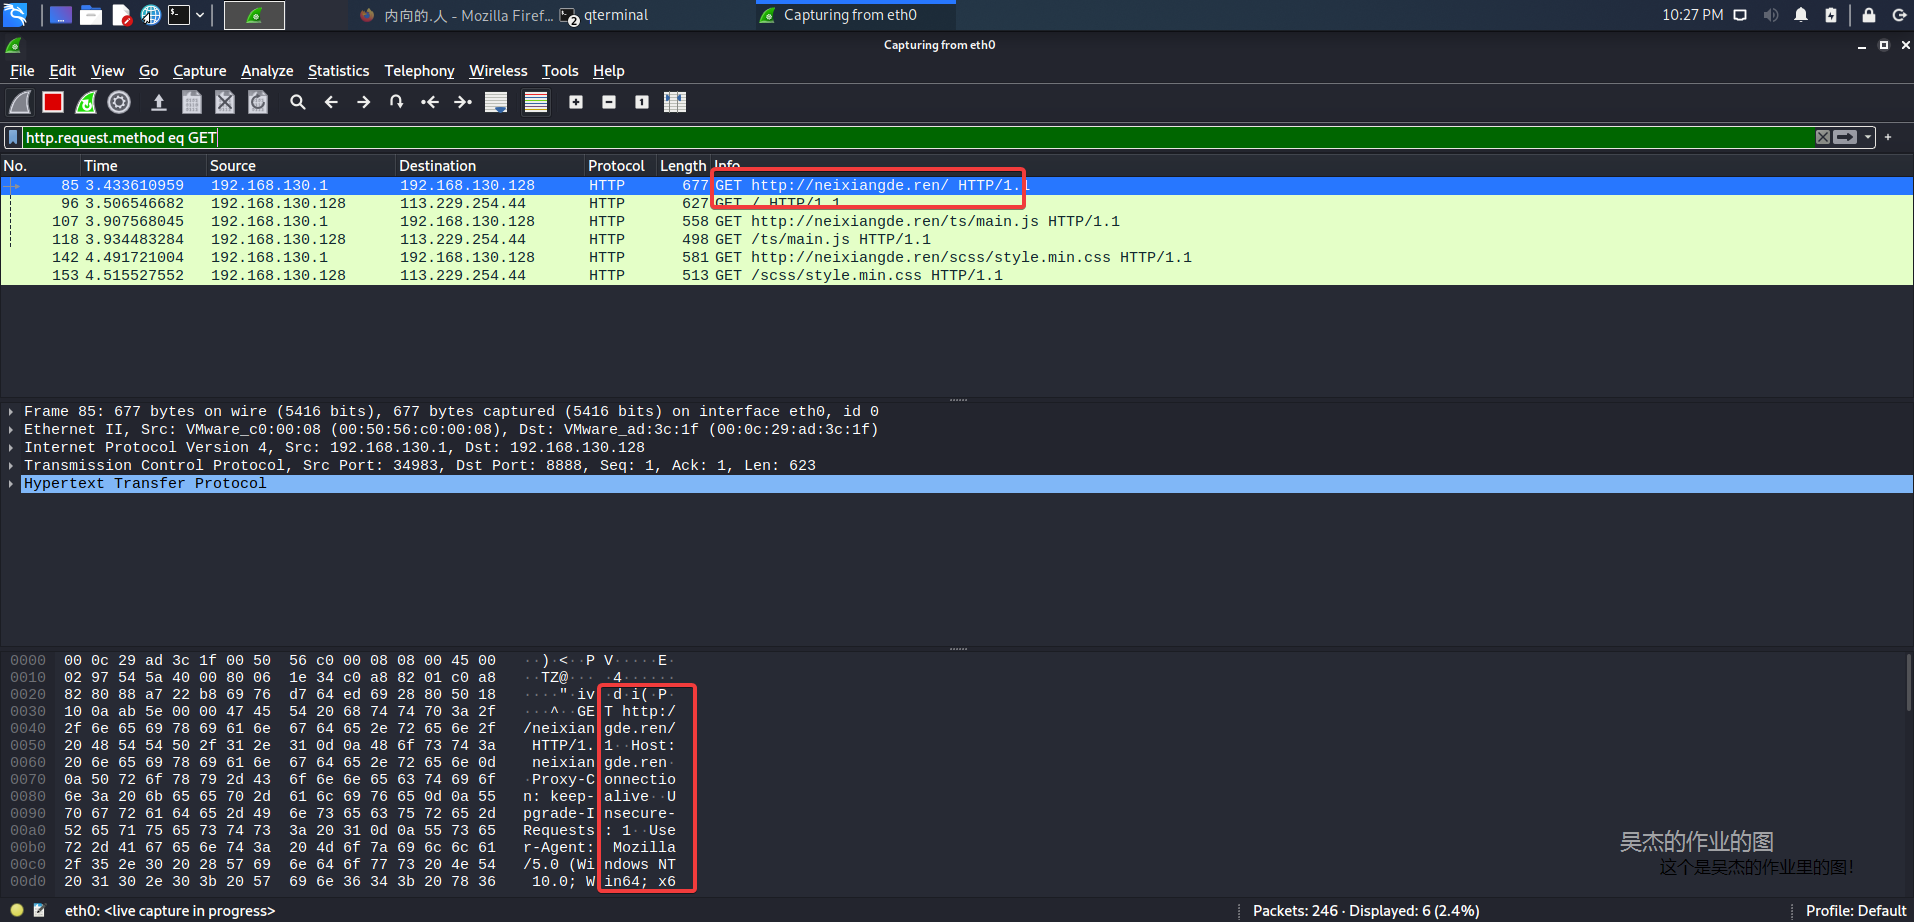 内向的.人 - Mozilla Firef... 2 qterminal Capturing from eth0 10:27 PM
Capturing from eth0
File Edit View Go Capture Analyze Statistics Telephony Wireless Tools Help
http.request.method eq GET
No. Time Source Destination Protocol Length Info
85 3.433610959 192.168.130.1 192.168.130.128 HTTP 677 GET http://neixiangde.ren/ HTTP/1.1
96 3.506546682 192.168.130.128 113.229.254.44 HTTP 627 GET / HTTP/1.1
107 3.907568045 192.168.130.1 192.168.130.128 HTTP 558 GET http://neixiangde.ren/ts/main.js HTTP/1.1
118 3.934483284 192.168.130.128 113.229.254.44 HTTP 498 GET /ts/main.js HTTP/1.1
142 4.491721004 192.168.130.1 192.168.130.128 HTTP 581 GET http://neixiangde.ren/scss/style.min.css HTTP/1.1
153 4.515527552 192.168.130.128 113.229.254.44 HTTP 513 GET /scss/style.min.css HTTP/1.1
Frame 85: 677 bytes on wire (5416 bits), 677 bytes captured (5416 bits) on interface eth0, id 0
Ethernet II, Src: VMware_c0:00:08 (00:50:56:c0:00:08), Dst: VMware_ad:3c:1f (00:0c:29:ad:3c:1f)
Internet Protocol Version 4, Src: 192.168.130.1, Dst: 192.168.130.128
Transmission Control Protocol, Src Port: 34983, Dst Port: 8888, Seq: 1, Ack: 1, Len: 623
Hypertext Transfer Protocol
0000 00 0c 29 ad 3c 1f 00 50 56 c0 00 08 08 00 45 00 ··)·<··P V·····E·
0010 02 97 54 5a 40 00 80 06 1e 34 c0 a8 82 01 c0 a8 ··TZ@··· ·4······
0020 82 80 88 a7 22 b8 69 76 d7 64 ed 69 28 80 50 18 ····"·iv ·d·i(·P·
0030 10 0a ab 5e 00 00 47 45 54 20 68 74 74 70 3a 2f ···^··GE T http:/
0040 2f 6e 65 69 78 69 61 6e 67 64 65 2e 72 65 6e 2f /neixian gde.ren/
0050 20 48 54 54 50 2f 31 2e 31 0d 0a 48 6f 73 74 3a HTTP/1. 1··Host:
0060 20 6e 65 69 78 69 61 6e 67 64 65 2e 72 65 6e 0d neixian gde.ren·
0070 0a 50 72 6f 78 79 2d 43 6f 6e 6e 65 63 74 69 6f ·Proxy-C onnectio
0080 6e 3a 20 6b 65 65 70 2d 61 6c 69 76 65 0d 0a 55 n: keep- alive··U
0090 70 67 72 61 64 65 2d 49 6e 73 65 63 75 72 65 2d pgrade-I nsecure-
00a0 52 65 71 75 65 73 74 73 3a 20 31 0d 0a 55 73 65 Requests : 1··Use
00b0 72 2d 41 67 65 6e 74 3a 20 4d 6f 7a 69 6c 6c 61 r-Agent: Mozilla
00c0 2f 35 2e 30 20 28 57 69 6e 64 6f 77 73 20 4e 54 /5.0 (Wi ndows NT
00d0 20 31 30 2e 30 3b 20 57 69 6e 36 34 3b 20 78 36 10.0; W in64; x6
吴杰的作业的图
这个是吴杰的作业里的图!
eth0: <live capture in progress> Packets: 246 · Displayed: 6 (2.4%) Profile: Default